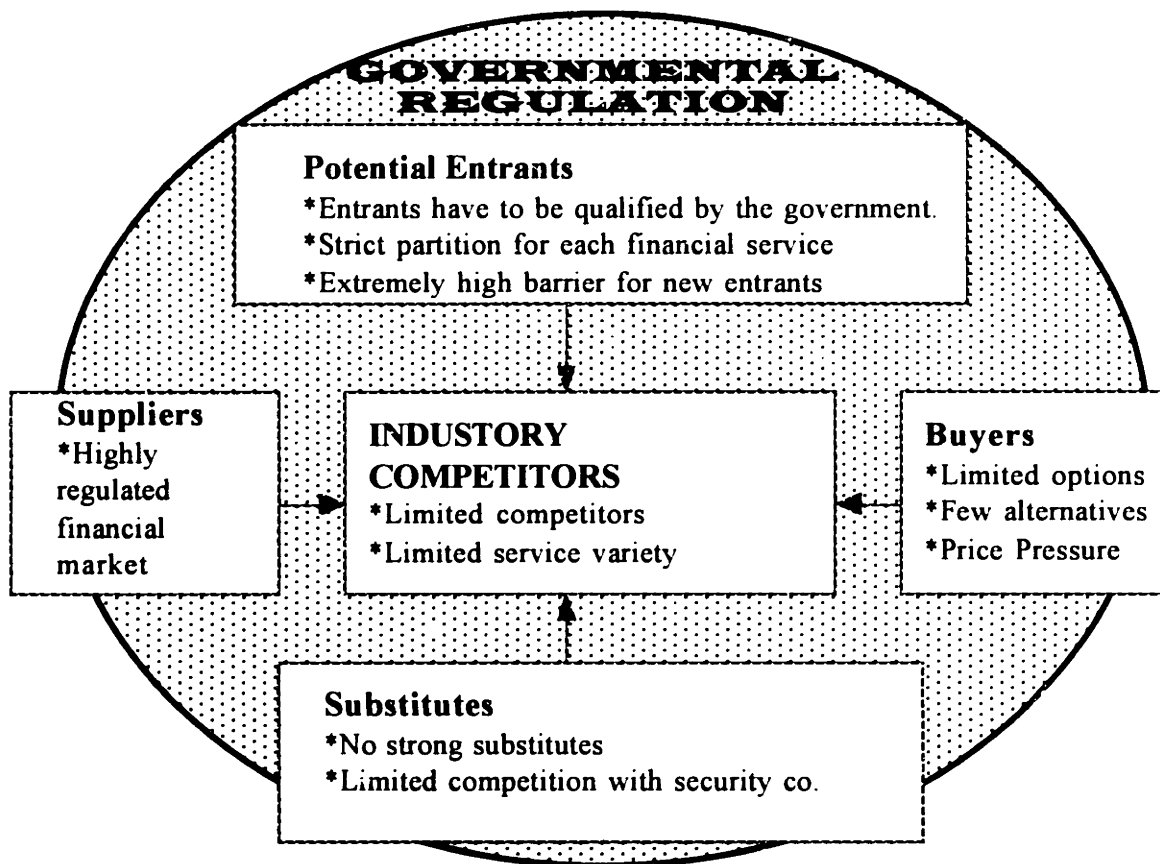 GOVERNMENTAL
REGULATION
Potential Entrants
*Entrants have to be qualified by the government.
*Strict partition for each financial service
*Extremely high barrier for new entrants
Suppliers
*Highly
regulated
financial
market
INDUSTORY
COMPETITORS
*Limited competitors
*Limited service variety
Buyers
*Limited options
*Few alternatives
*Price Pressure
Substitutes
*No strong substitutes
*Limited competition with security co.